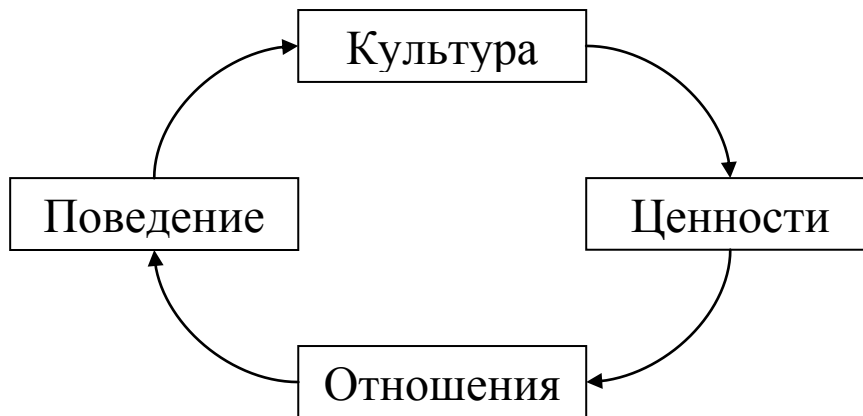 Культура
Поведение
Ценности
Отношения